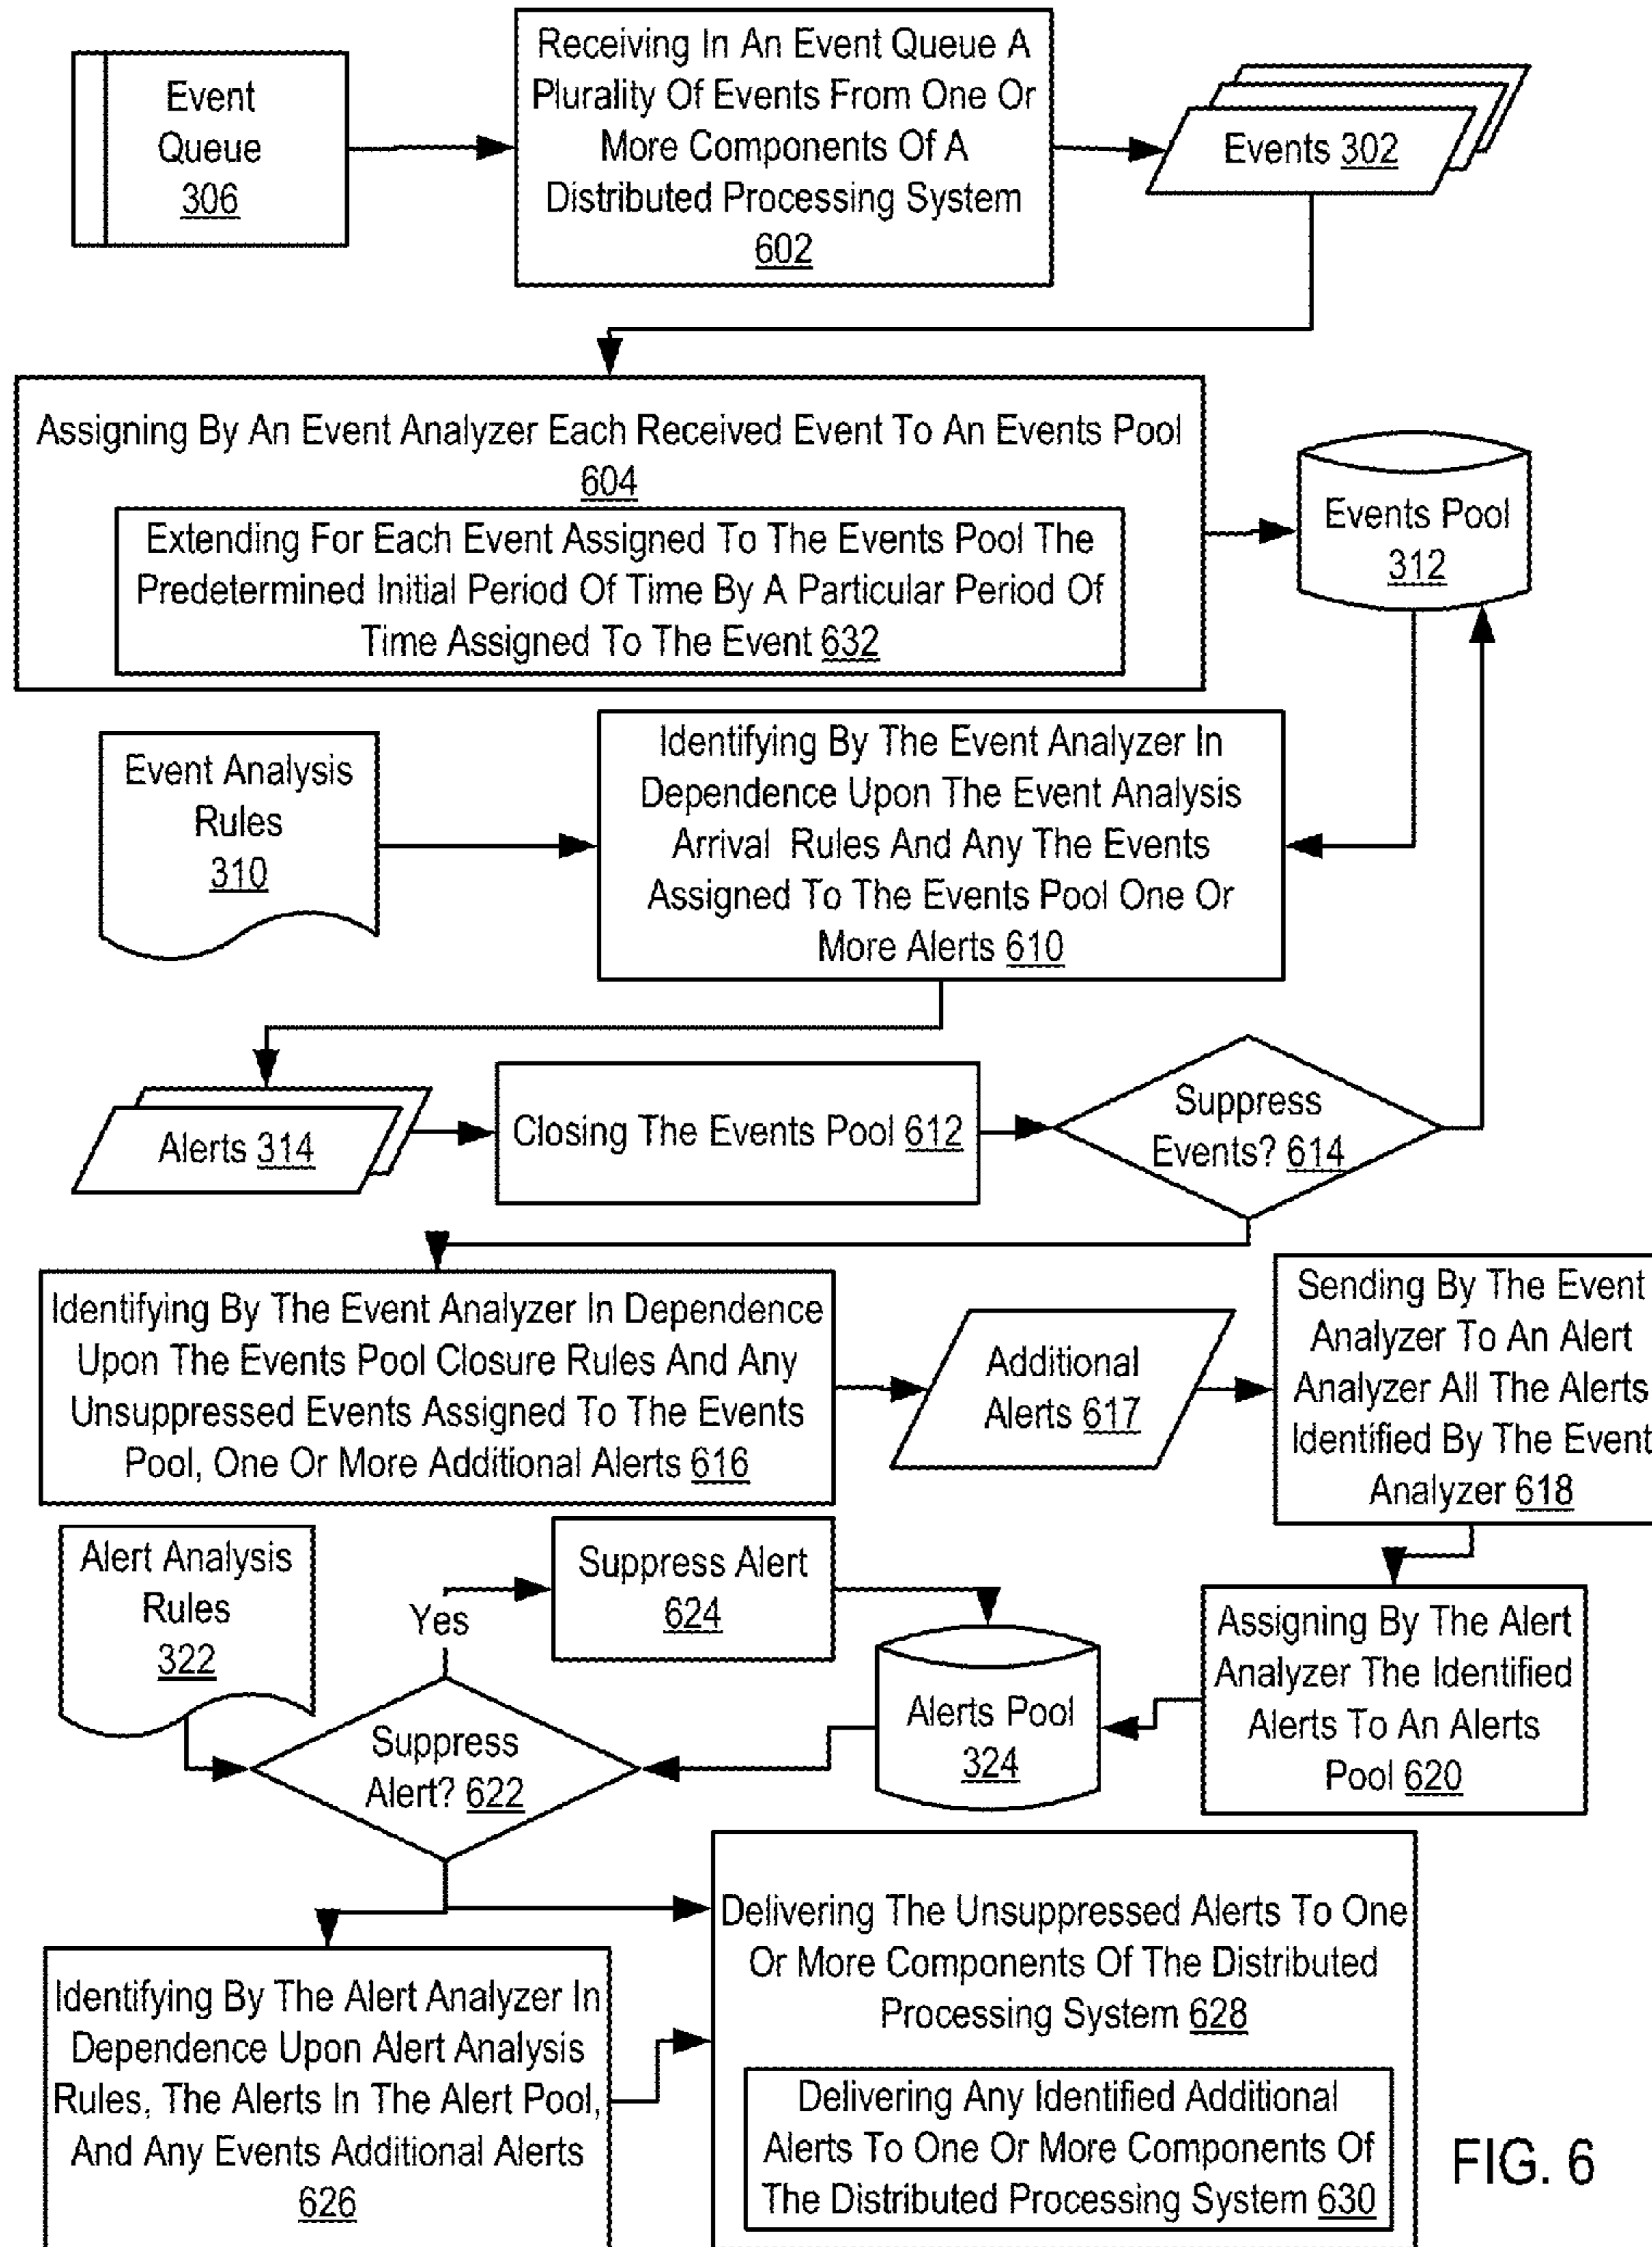 Event
Queue
306
Receiving In An Event Queue A
Plurality Of Events From One Or
More Components Of A
Distributed Processing System
602
Events 302
Assigning By An Event Analyzer Each Received Event To An Events Pool
604
Extending For Each Event Assigned To The Events Pool The
Predetermined Initial Period Of Time By A Particular Period Of
Time Assigned To The Event 632
Events Pool
312
Event Analysis
Rules
310
Identifying By The Event Analyzer In
Dependence Upon The Event Analysis
Arrival Rules And Any The Events
Assigned To The Events Pool One Or
More Alerts 610
Alerts 314
Closing The Events Pool 612
Suppress
Events? 614
Identifying By The Event Analyzer In Dependence
Upon The Events Pool Closure Rules And Any
Unsuppressed Events Assigned To The Events
Pool, One Or More Additional Alerts 616
Additional
Alerts 617
Sending By The Event
Analyzer To An Alert
Analyzer All The Alerts
Identified By The Event
Analyzer 618
Alert Analysis
Rules
322
Yes
Suppress Alert
624
Suppress
Alert? 622
Alerts Pool
324
Assigning By The Alert
Analyzer The Identified
Alerts To An Alerts
Pool 620
Identifying By The Alert Analyzer In
Dependence Upon Alert Analysis
Rules, The Alerts In The Alert Pool,
And Any Events Additional Alerts
626
Delivering The Unsuppressed Alerts To One
Or More Components Of The Distributed
Processing System 628
Delivering Any Identified Additional
Alerts To One Or More Components Of
The Distributed Processing System 630
FIG. 6